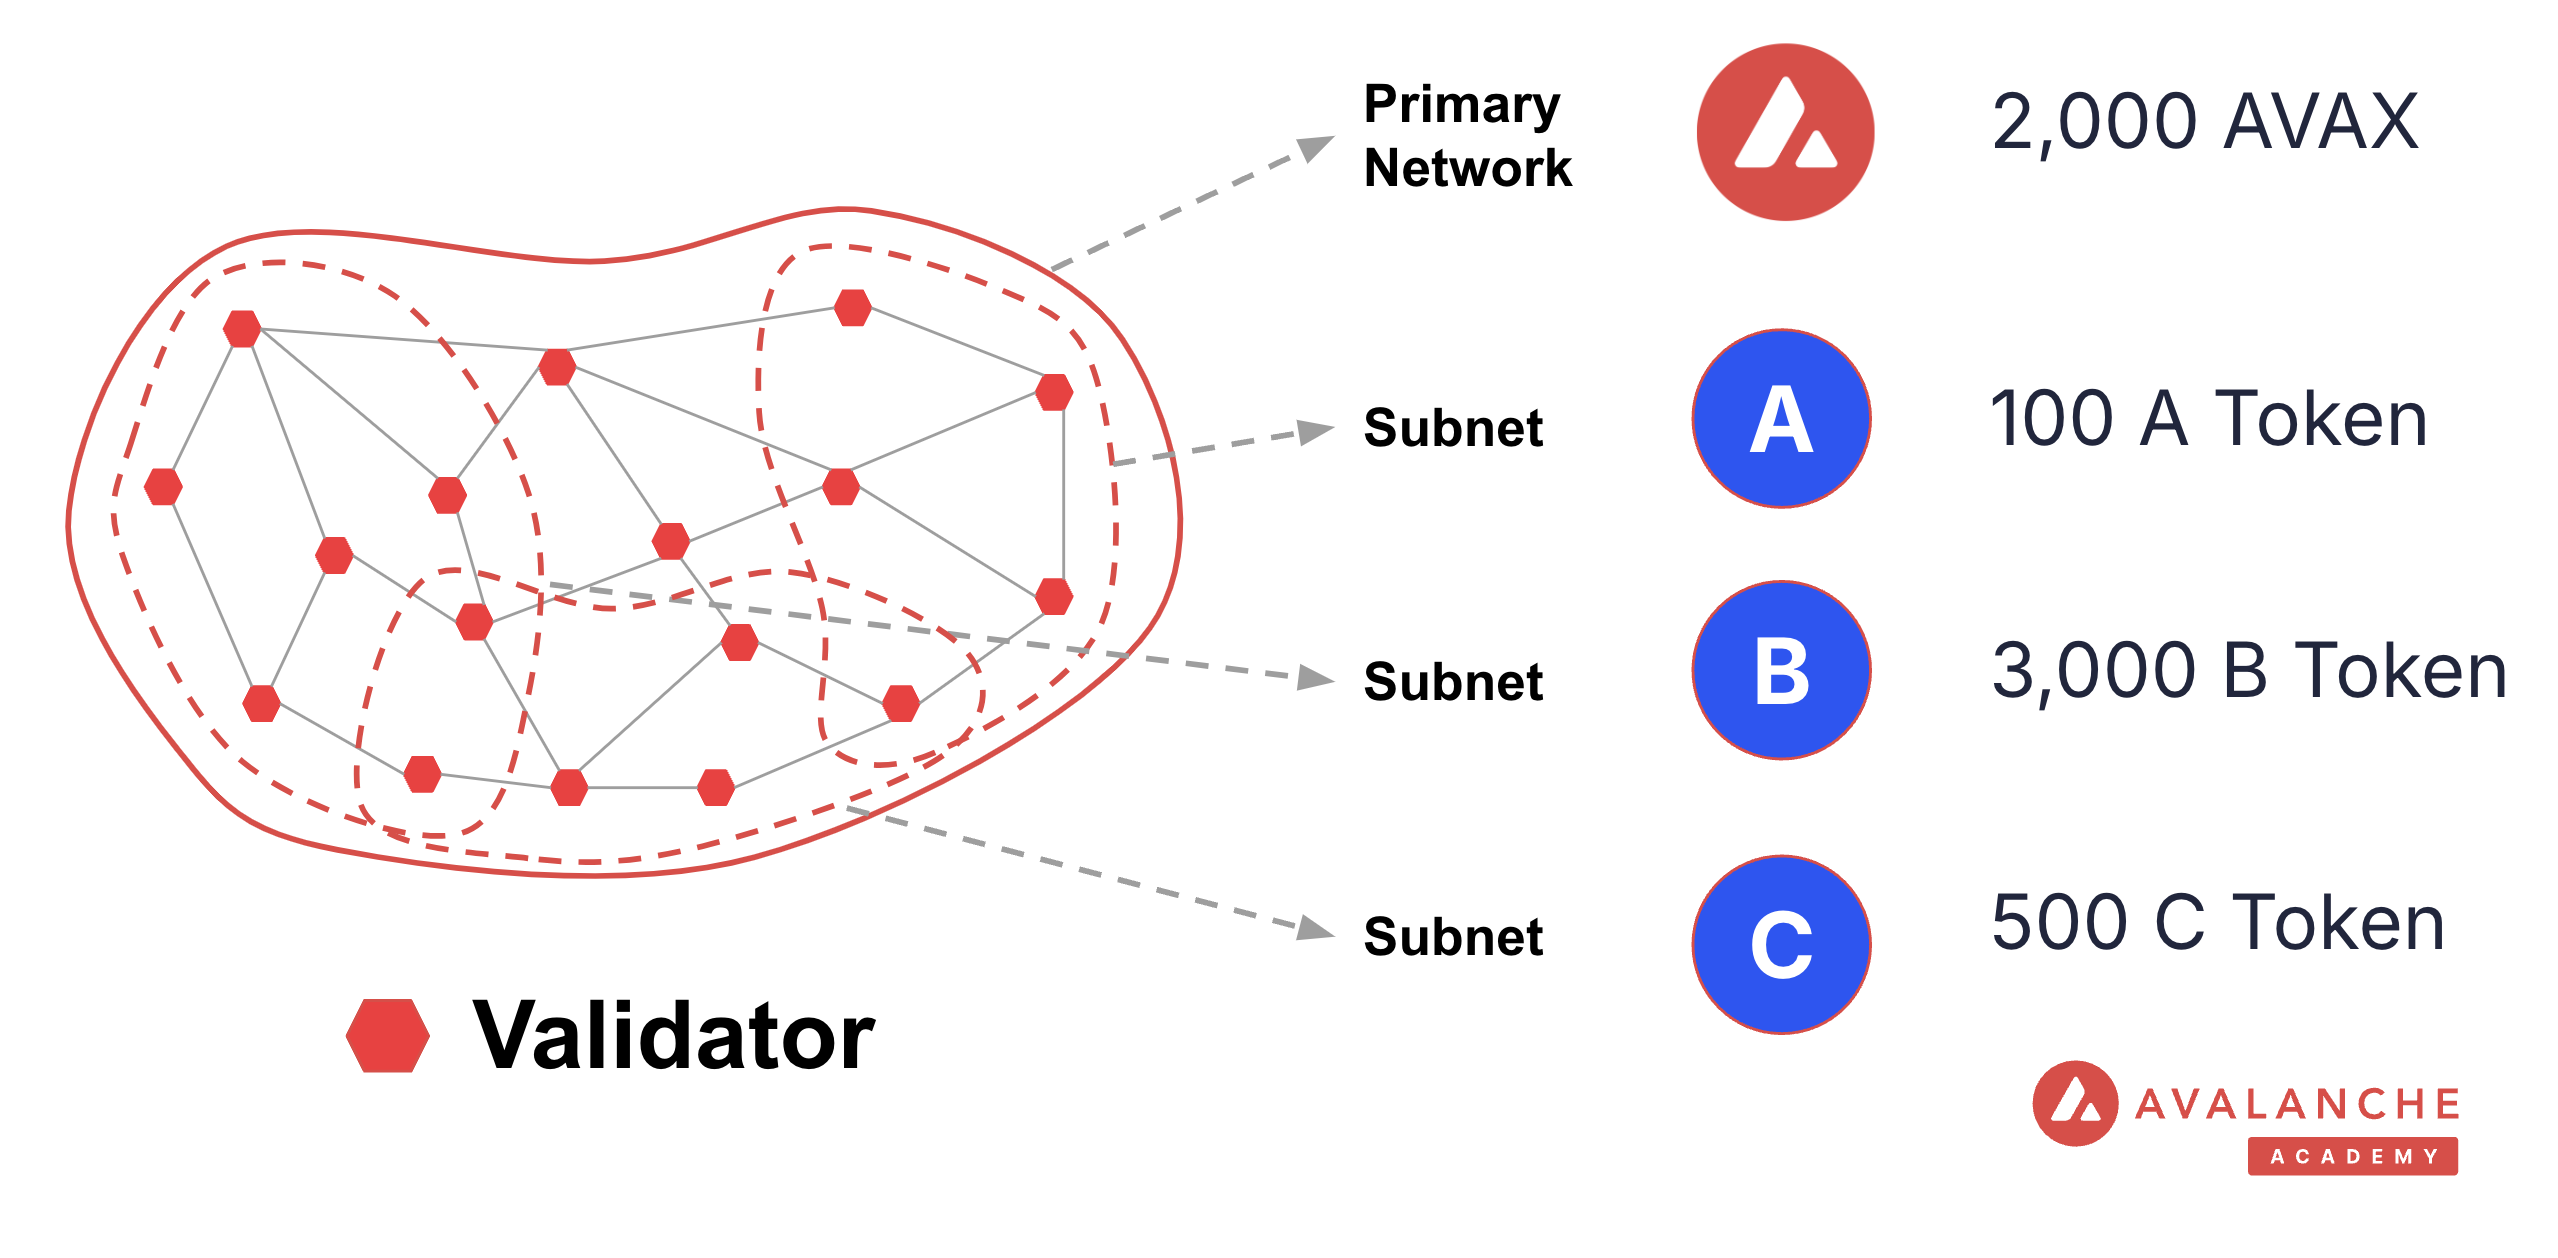 Primary
Network
2,000 AVAX
Subnet
A
100 A Token
Subnet
B
3,000 B Token
Subnet
C
500 C Token
Validator
AVALANCHE
ACADEMY